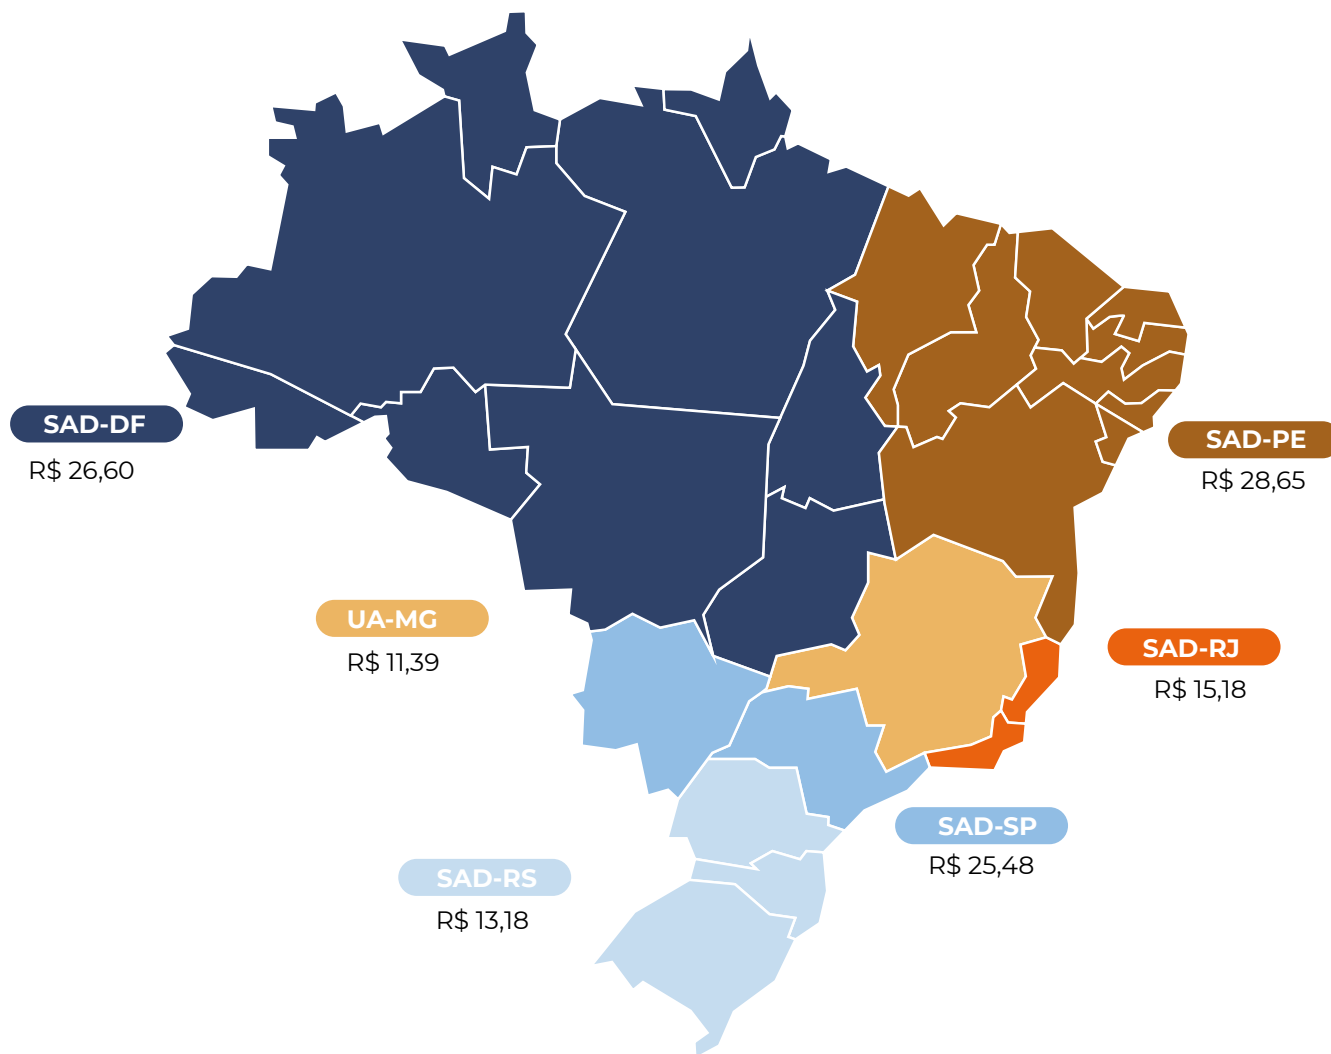 SAD-DF
R$ 26,60
SAD-PE
R$ 28,65
UA-MG
R$ 11,39
SAD-RJ
R$ 15,18
SAD-SP
R$ 25,48
SAD-RS
R$ 13,18